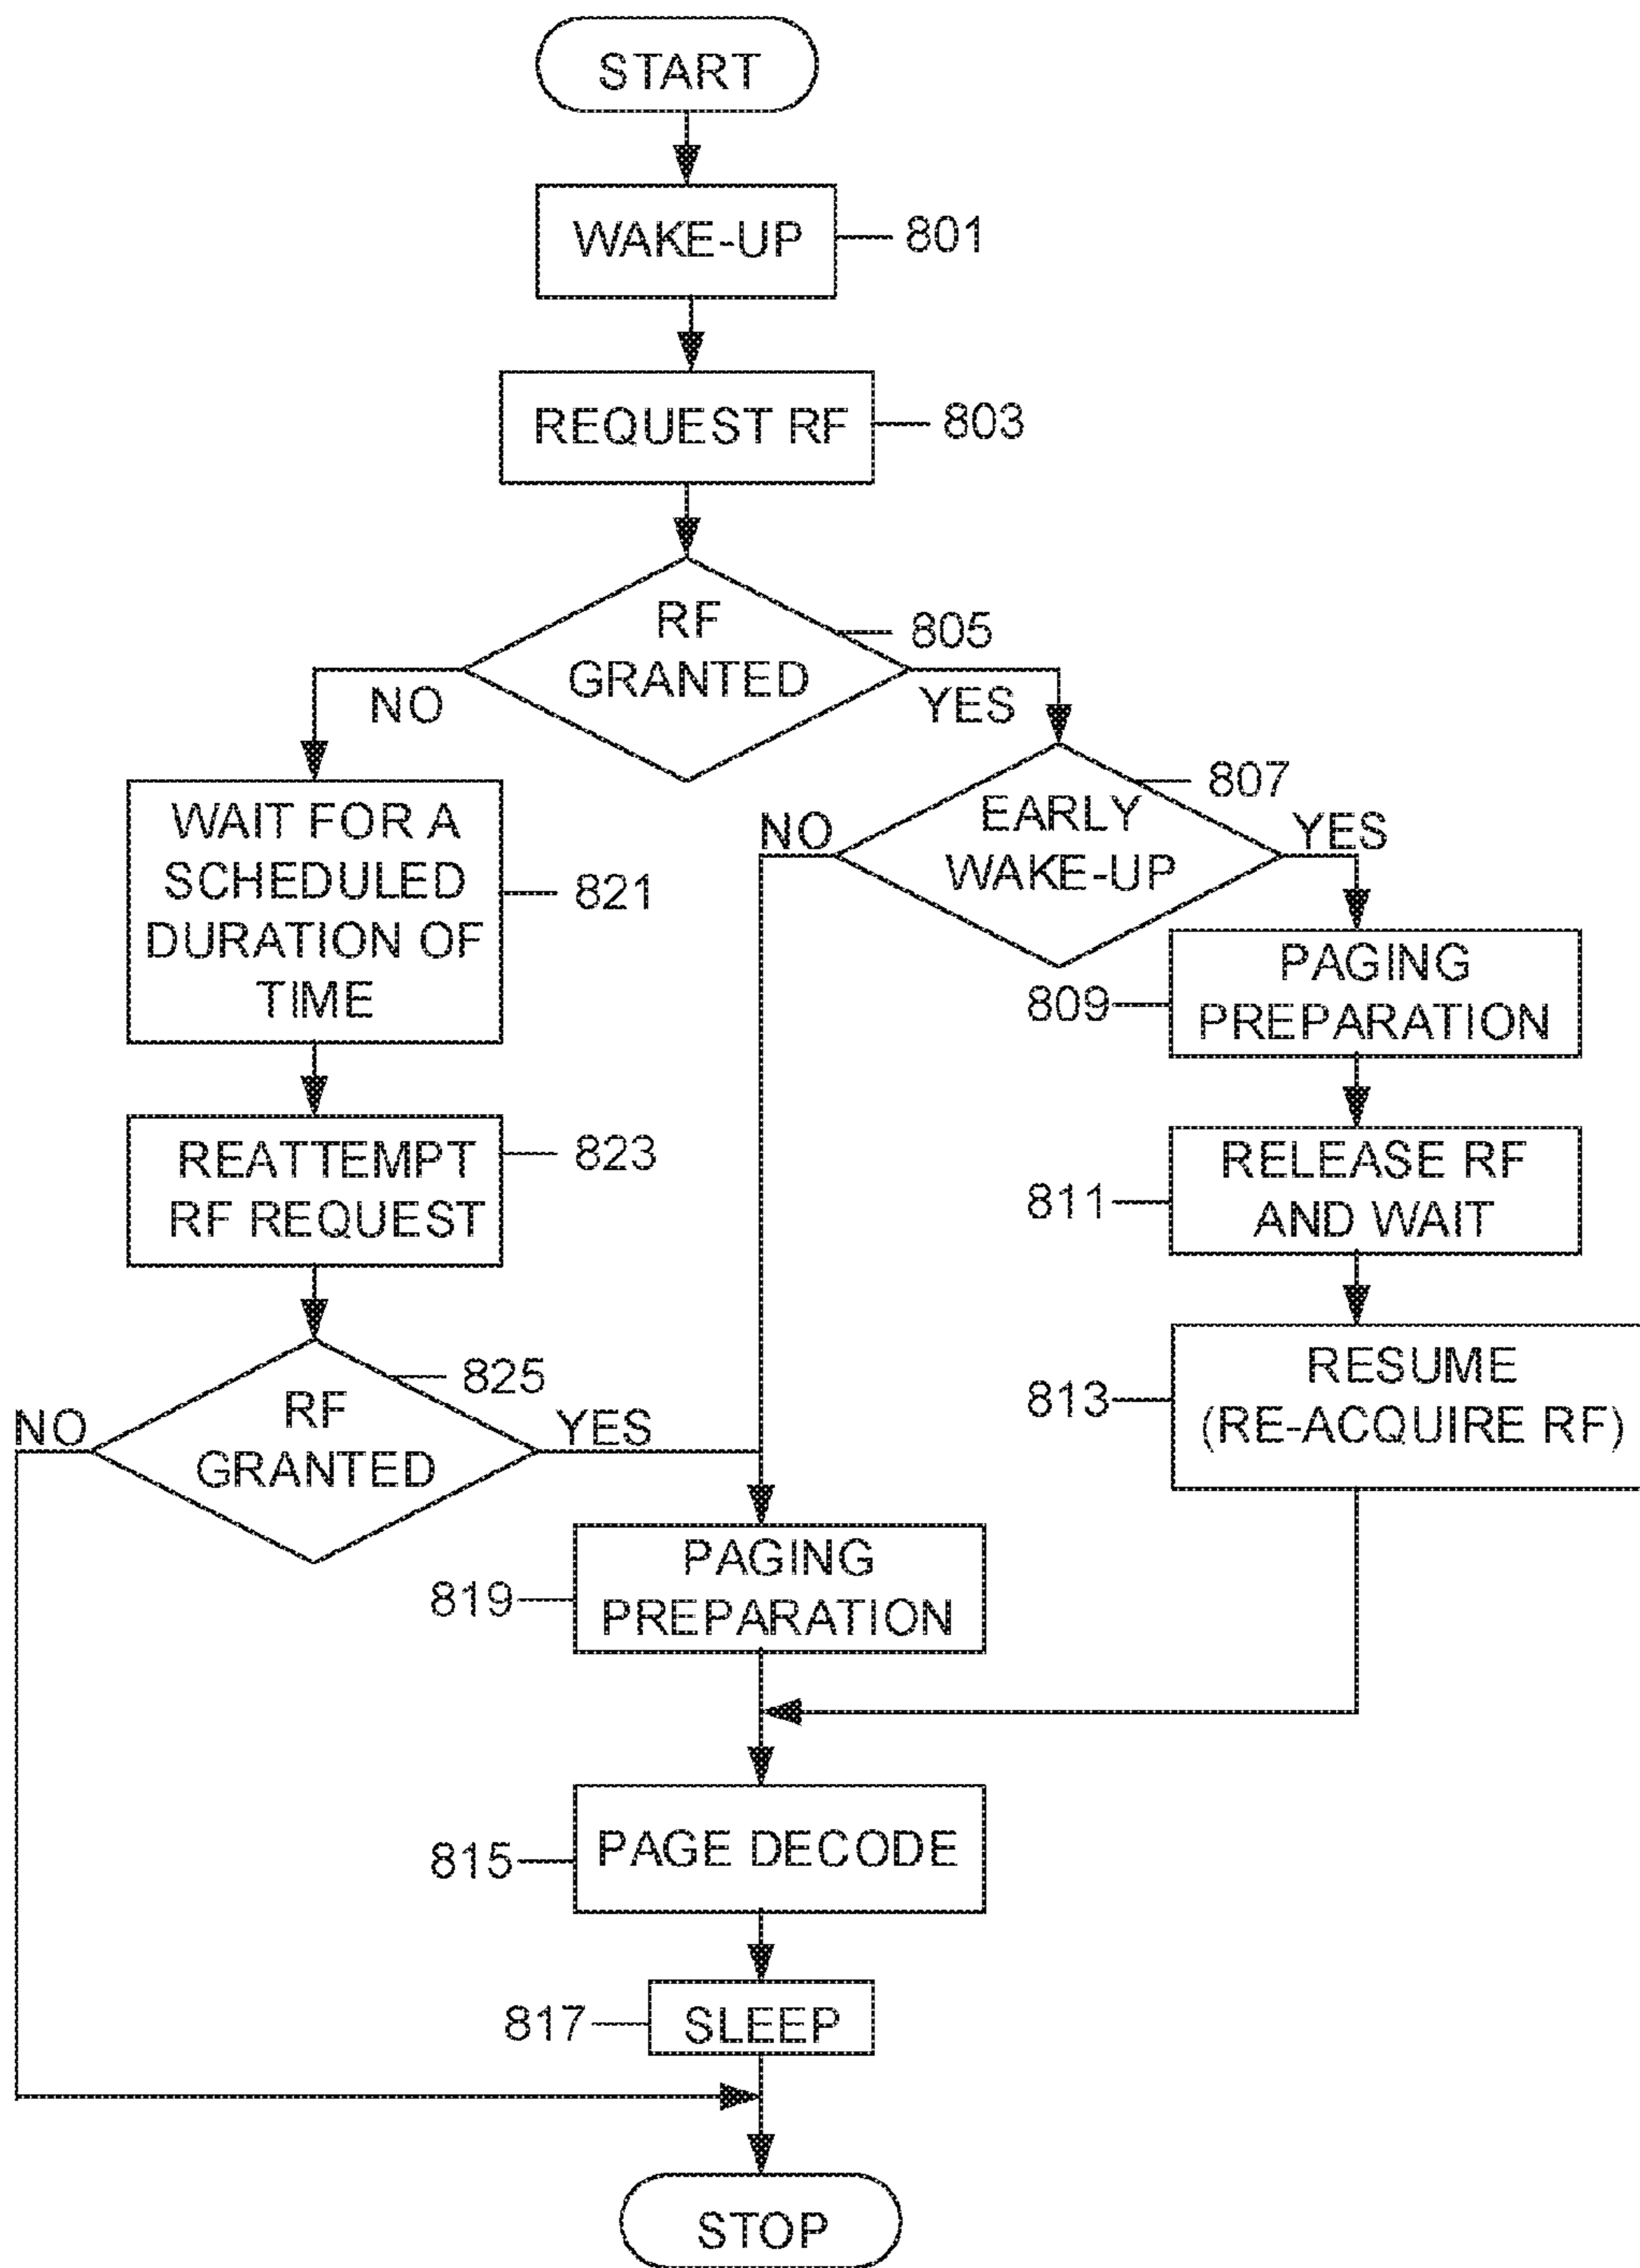 START
WAKE-UP
801
REQUEST RF
803
RF
GRANTED
805
NO
YES
WAIT FOR A
SCHEDULED
DURATION OF
TIME
821
EARLY
WAKE-UP
807
NO
YES
PAGING
PREPARATION
809
REATTEMPT
RF REQUEST
823
RELEASE RF
AND WAIT
811
RF
GRANTED
825
NO
YES
RESUME
(RE-ACQUIRE RF)
813
PAGING
PREPARATION
819
PAGE DECODE
815
SLEEP
817
STOP